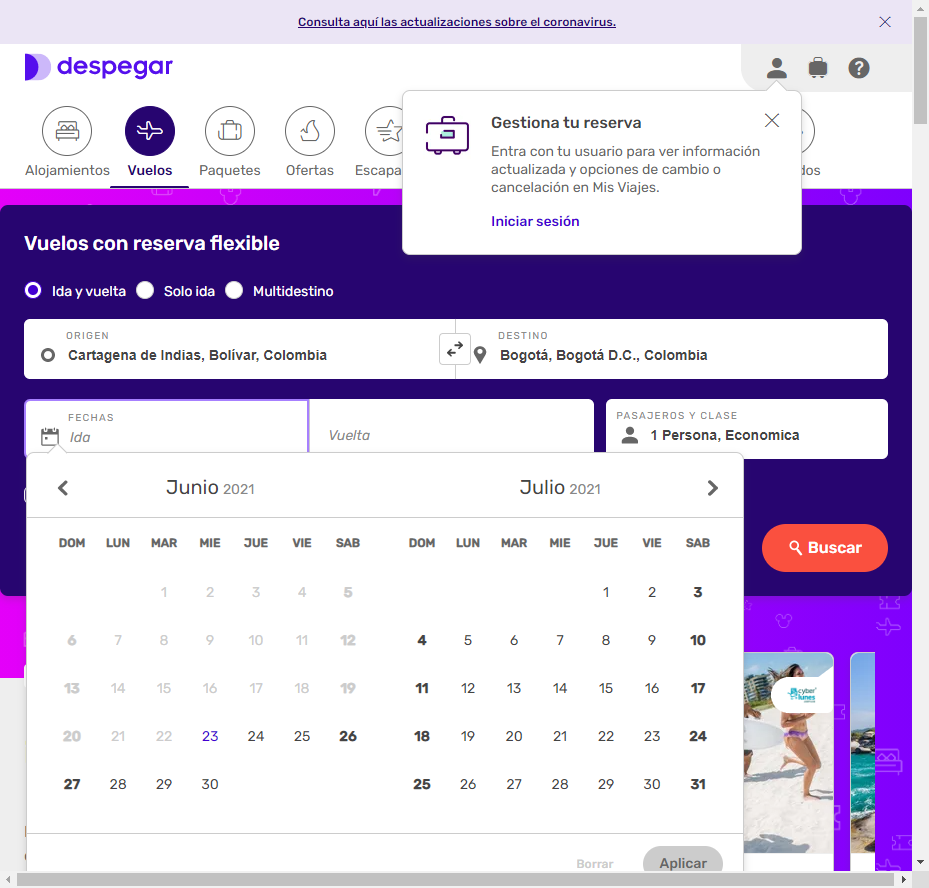 Consulta aquí las actualizaciones sobre el coronavirus.
despegar
Alojamientos
Vuelos
Paquetes
Ofertas
Escapa
dos
Gestiona tu reserva
Entra con tu usuario para ver información
actualizada y opciones de cambio o
cancelación en Mis Viajes.
Iniciar sesión
Vuelos con reserva flexible
Ida y vuelta
Solo ida
Multidestino
ORIGEN
Cartagena de Indias, Bolívar, Colombia
DESTINO
Bogotá, Bogotá D.C., Colombia
FECHAS
Ida
Vuelta
PASAJEROS Y CLASE
1 Persona, Economica
Junio 2021
DOM LUN MAR MIE JUE VIE SAB
1 2 3 4 5
6 7 8 9 10 11 12
13 14 15 16 17 18 19
20 21 22 23 24 25 26
27 28 29 30
Julio 2021
DOM LUN MAR MIE JUE VIE SAB
1 2 3
4 5 6 7 8 9 10
11 12 13 14 15 16 17
18 19 20 21 22 23 24
25 26 27 28 29 30 31
Buscar
cyber
lunes
Borrar
Aplicar